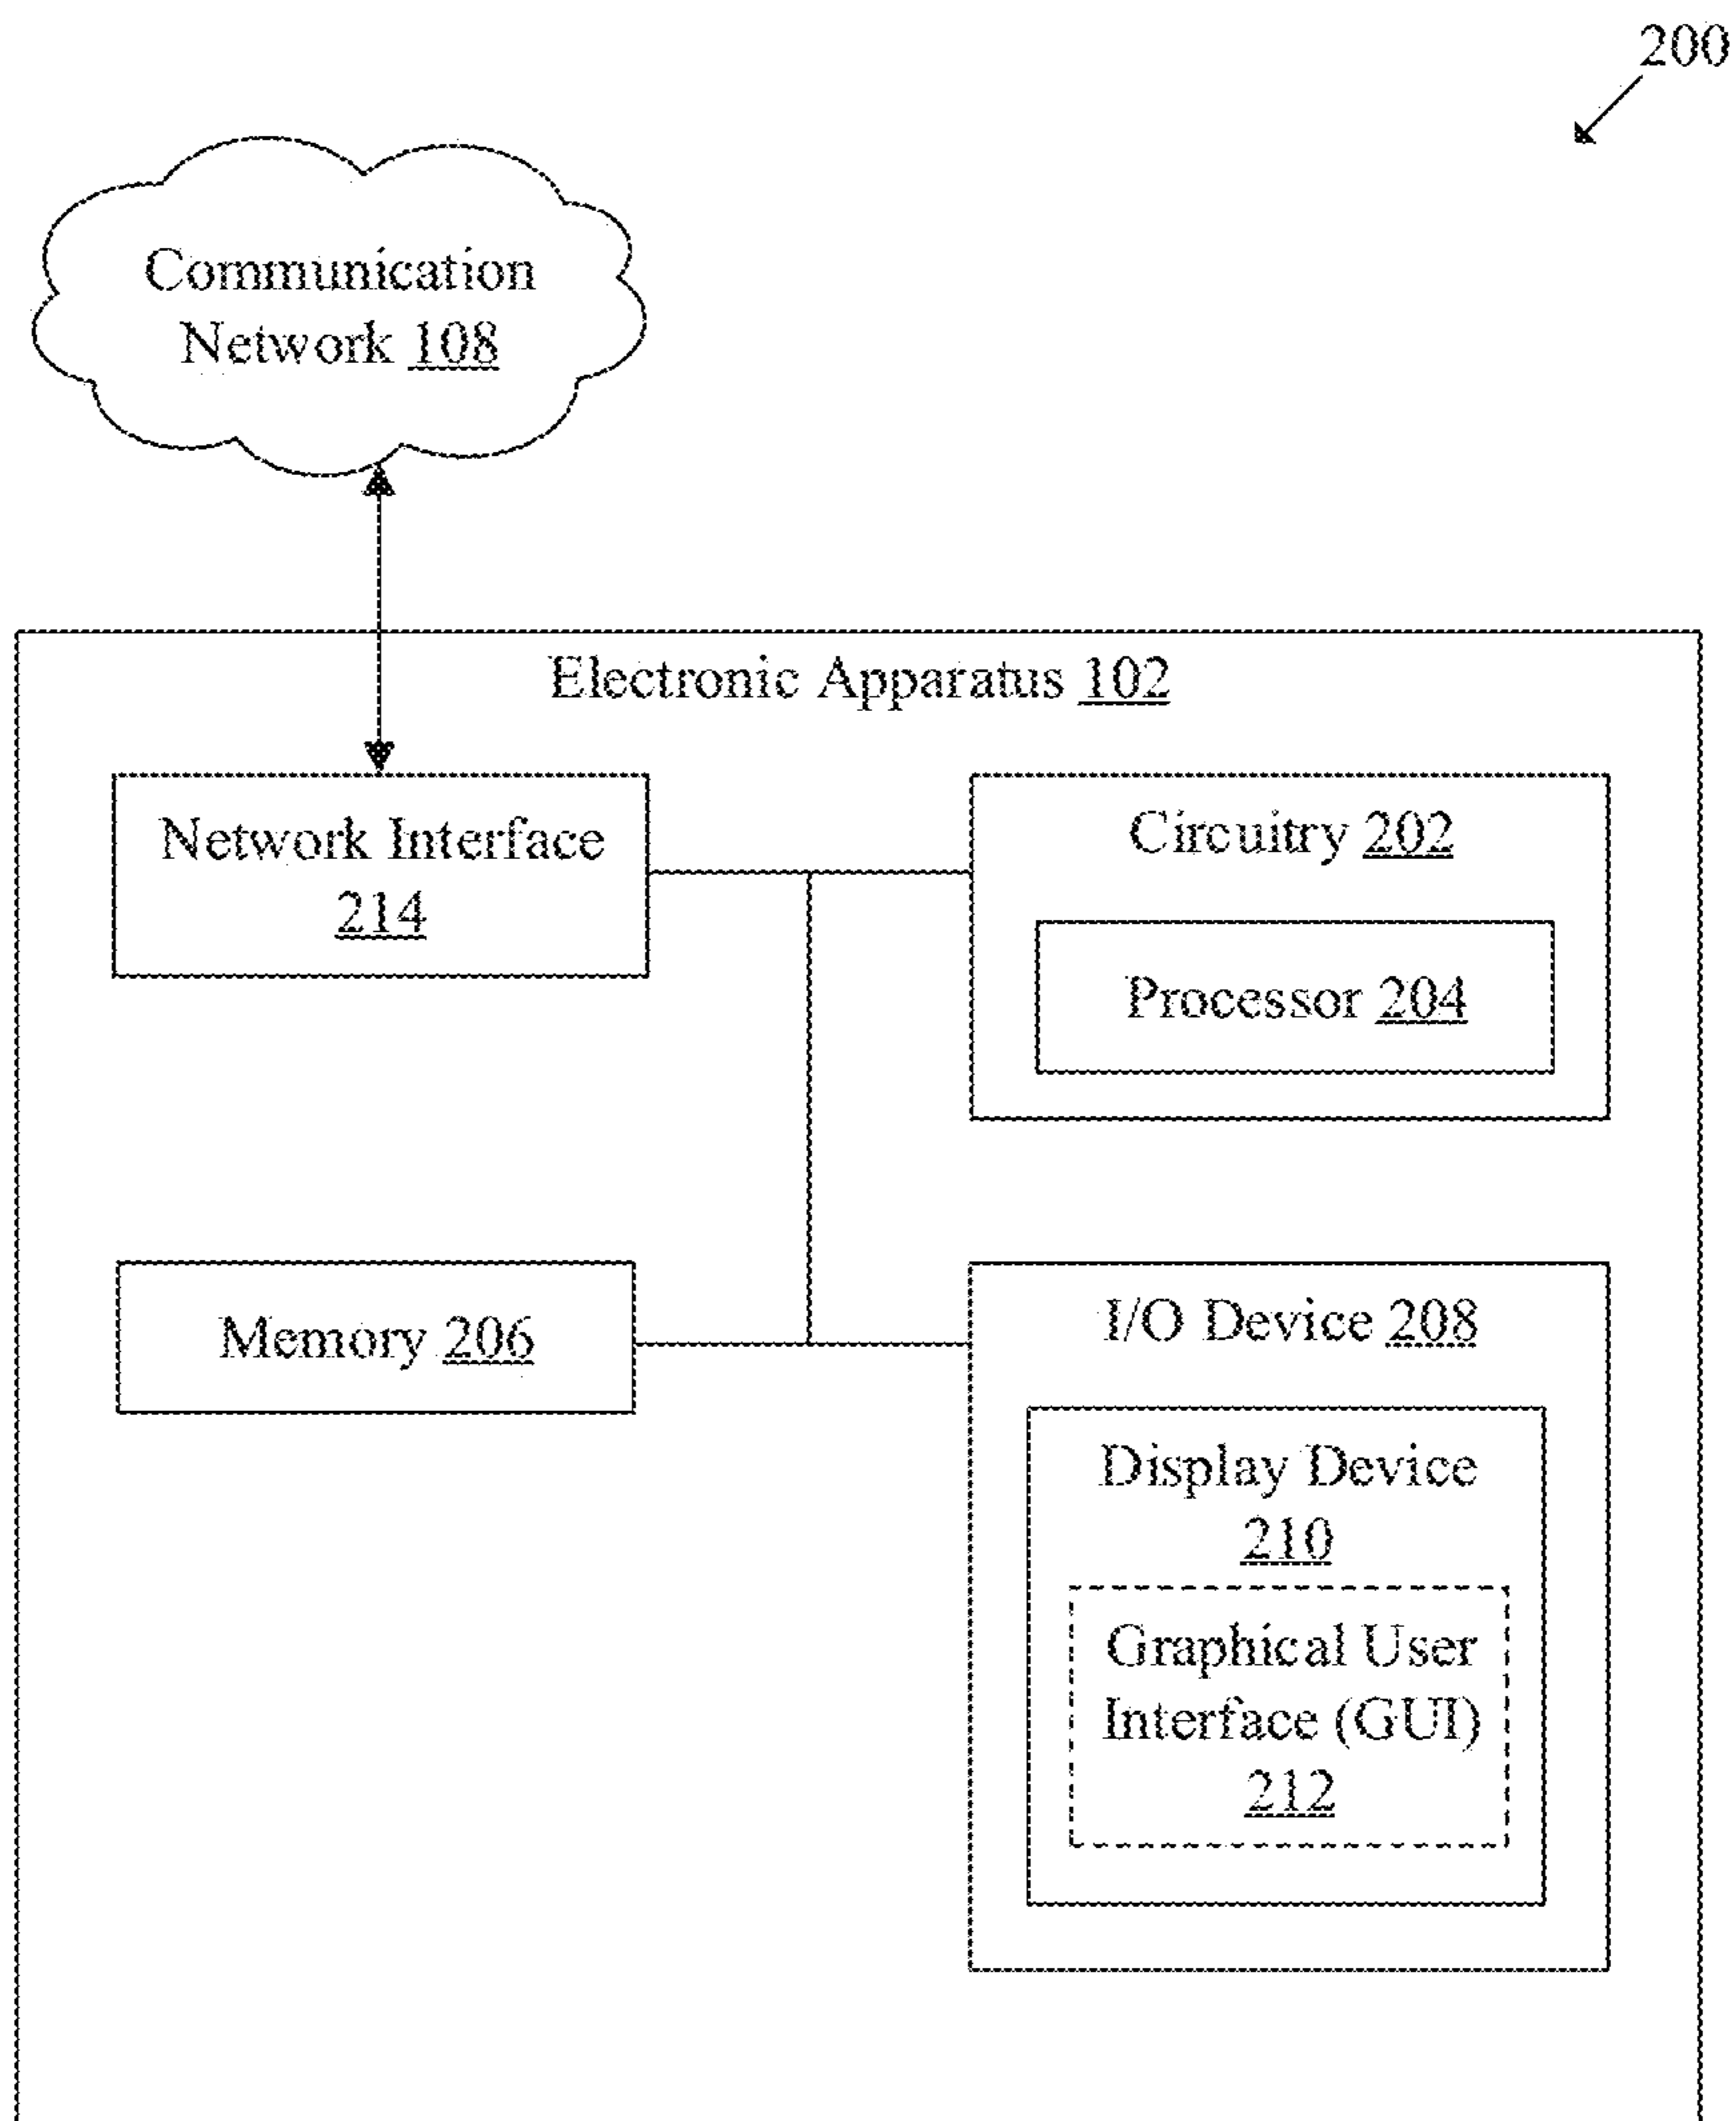 200
Communication
Network 108
Electronic Apparatus 102
Network Interface
214
Circuitry 202
Processor 204
Memory 206
I/O Device 208
Display Device
210
Graphical User
Interface (GUI)
212